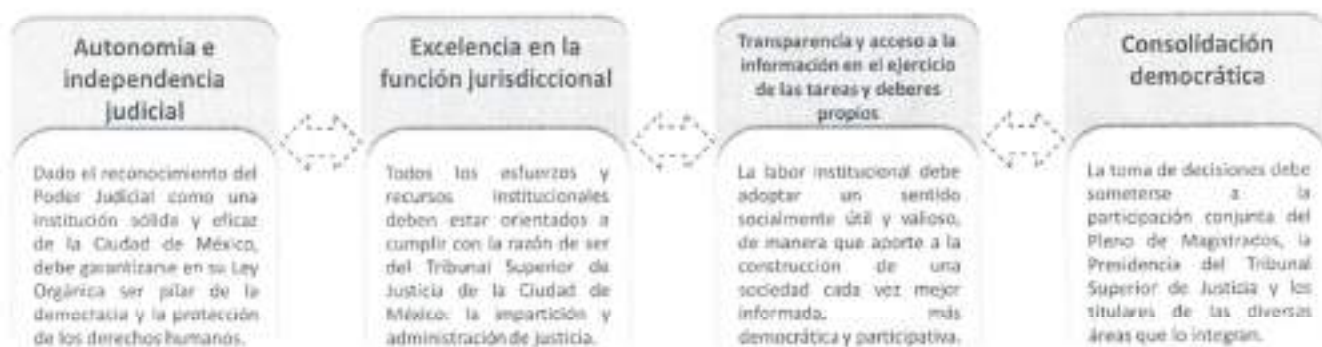 Autonomía e
independencia
judicial
Dado el reconocimiento del
Poder Judicial como una
institución sólida y eficaz
de la Ciudad de México,
debe garantizarse en su Ley
Orgánica ser pilar de la
democracia y la protección
de los derechos humanos.
Excelencia en la
función jurisdiccional
Todos los esfuerzos y
recursos institucionales
deben estar orientados a
cumplir con la razón de ser
del Tribunal Superior de
Justicia de la Ciudad de
México: la impartición y
administración de justicia.
Transparencia y acceso a la
información en el ejercicio
de las tareas y deberes
propios
La labor institucional debe
adoptar un sentido
socialmente útil y valioso,
de manera que aporte a la
construcción de una
sociedad cada vez mejor
informada, más
democrática y participativa.
Consolidación
democrática
La toma de decisiones debe
someterse a la
participación conjunta del
Pleno de Magistrados, la
Presidencia del Tribunal
Superior de Justicia y los
titulares de las diversas
áreas que lo integran.